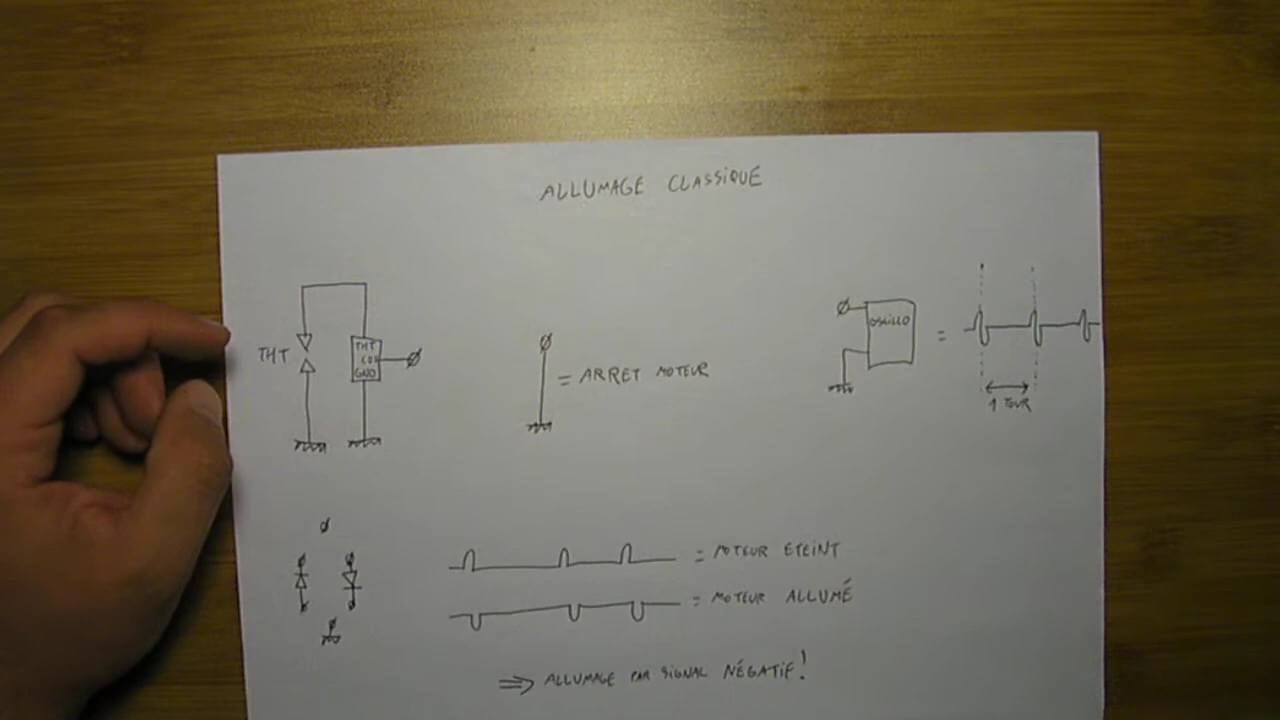 ALLUMAGE CLASSIQUE
THT
THT
GND
Ø
Ø
= ARRET MOTEUR
Ø
OSCILLO
=
1 TOUR
Ø
= MOTEUR ETEINT
= MOTEUR ALLUMÉ
⇒ ALLUMAGE PAR SIGNAL NÉGATIF!